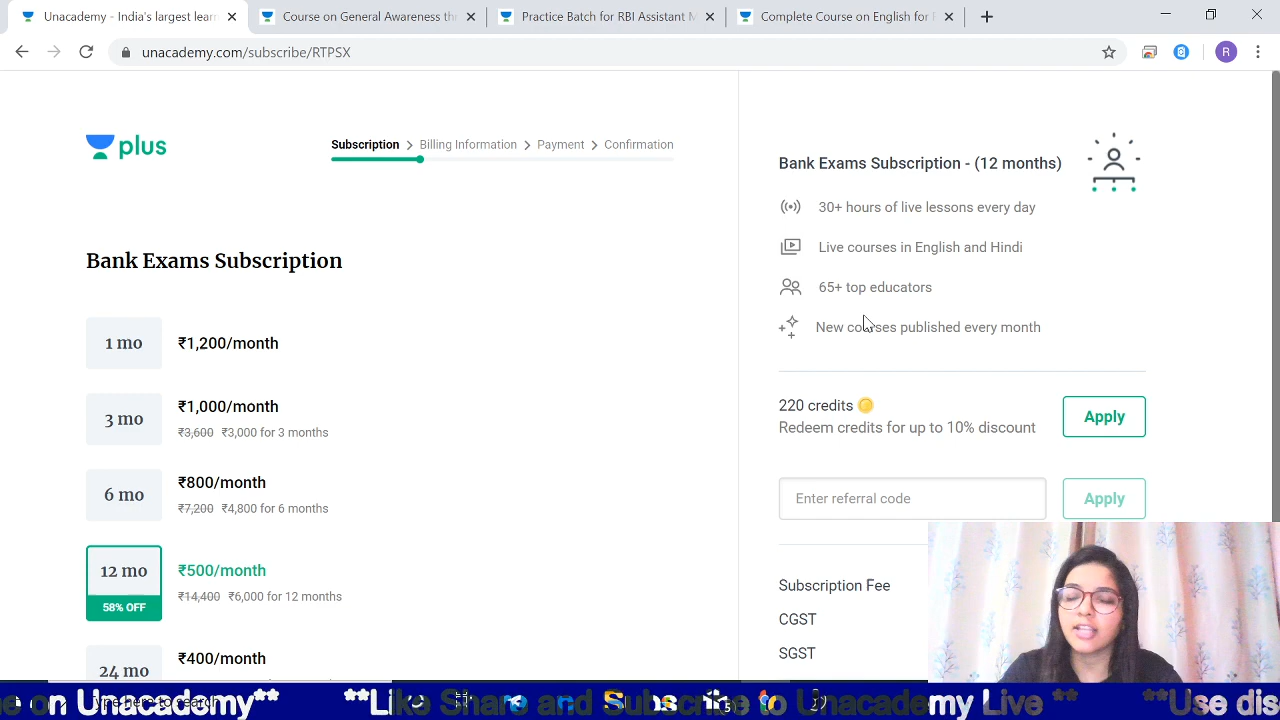 Unacademy - India's largest lear
Course on General Awareness thr
Practice Batch for RBI Assistant M
Complete Course on English for
unacademy.com/subscribe/RTPSX
R
plus
Subscription > Billing Information > Payment > Confirmation
Bank Exams Subscription
1 mo
₹1,200/month
3 mo
₹1,000/month
₹3,600 ₹3,000 for 3 months
6 mo
₹800/month
₹7,200 ₹4,800 for 6 months
12 mo
58% OFF
₹500/month
₹14,400 ₹6,000 for 12 months
24 mo
₹400/month
Bank Exams Subscription - (12 months)
30+ hours of live lessons every day
Live courses in English and Hindi
65+ top educators
New courses published every month
220 credits
Redeem credits for up to 10% discount
Apply
Enter referral code
Apply
Subscription Fee
CGST
SGST
e on Unacademy** **Like Share and Subscribe to Unacademy Live ** **Use dis